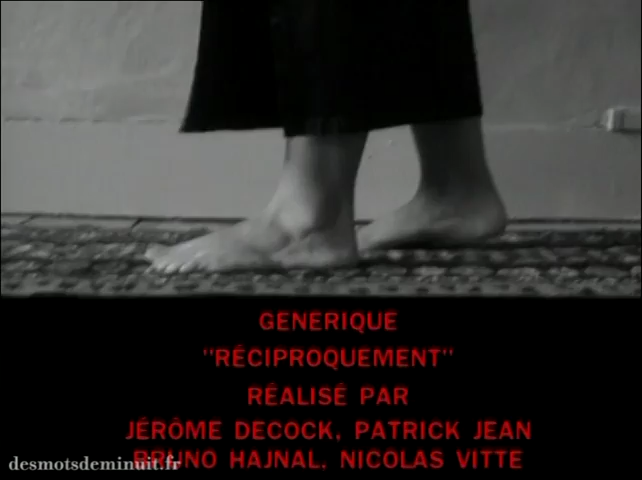 GENERIQUE
"RÉCIPROQUEMENT"
RÉALISÉ PAR
JÉRÔME DECOCK, PATRICK JEAN
BRUNO HAJNAL, NICOLAS VITTE
desmotsdeminuit.fr